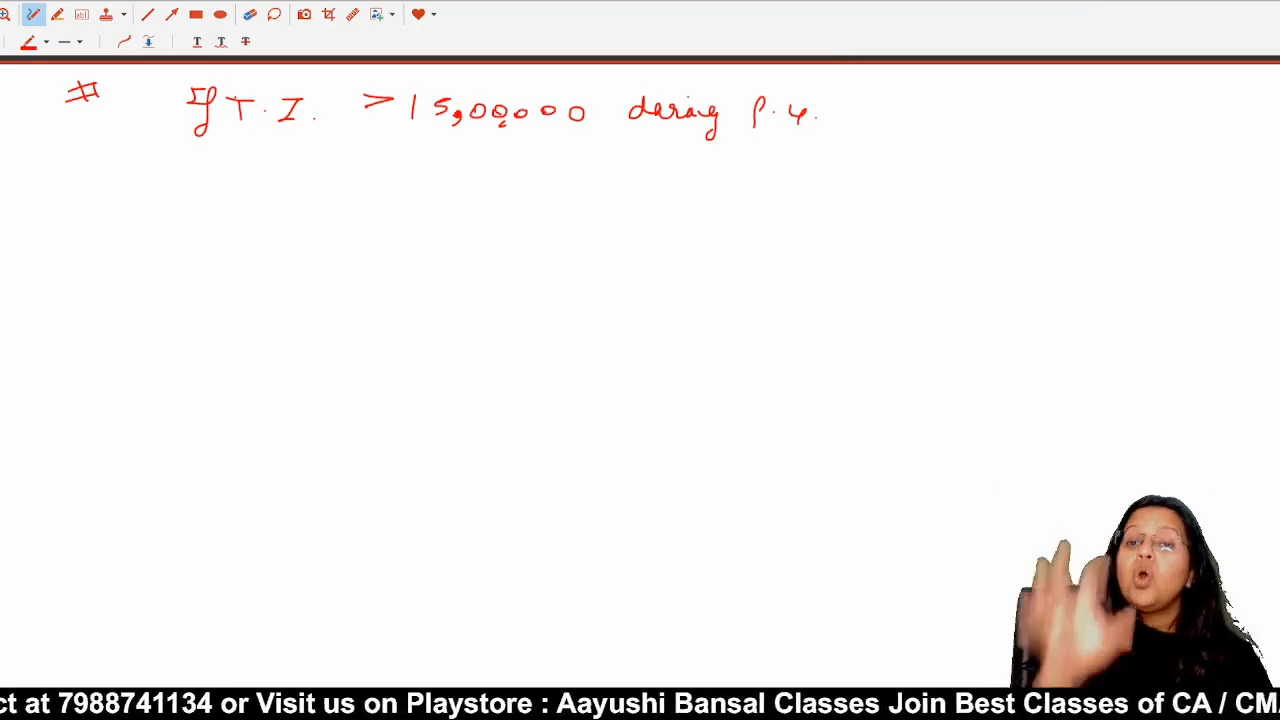 # If T.I. > 15,00,000 during P.Y.
ct at 7988741134 or Visit us on Playstore : Aayushi Bansal Classes Join Best Classes of CA / CMA